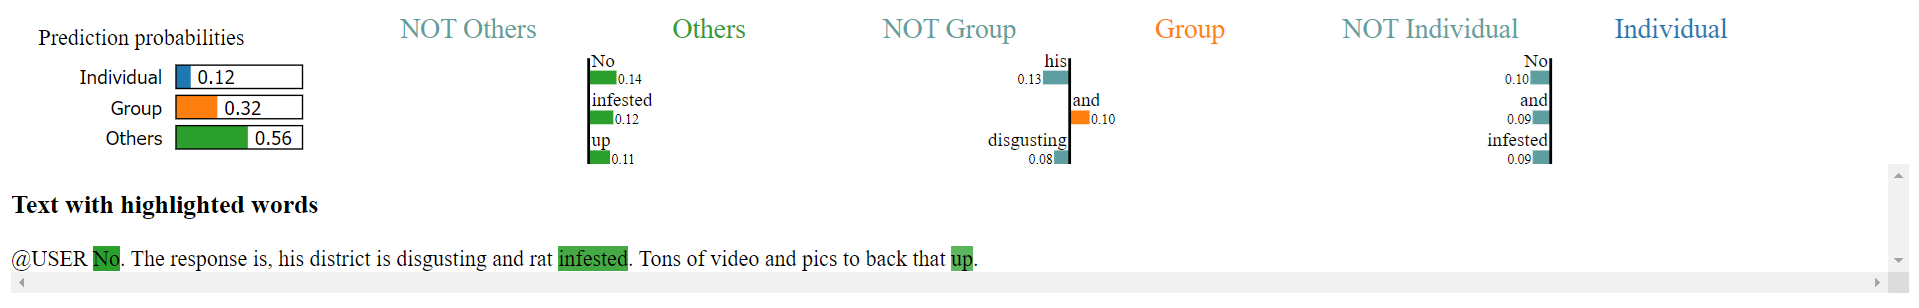 Prediction probabilities
Individual 0.12
Group 0.32
Others 0.56
NOT Others Others
No
0.14
infested
0.12
up
0.11
NOT Group Group
his
0.13
and
0.10
disgusting
0.08
NOT Individual Individual
No
0.10
and
0.09
infested
0.09
Text with highlighted words
@USER No. The response is, his district is disgusting and rat infested. Tons of video and pics to back that up.